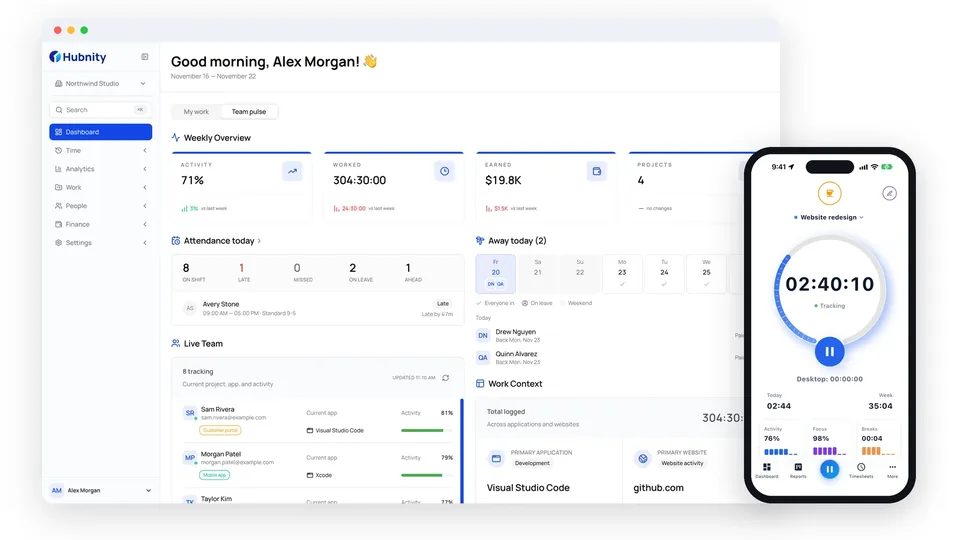 Hubnity
Northwind Studio
Search
Dashboard
Time
Analytics
Work
People
Finance
Settings
AM Alex Morgan
Good morning, Alex Morgan! 👋
November 16 — November 22
My work Team pulse
Weekly Overview
ACTIVITY
71%
3% vs last week
WORKED
304:30:00
24:30:00 vs last week
EARNED
$19.8K
$1.5K vs last week
PROJECTS
4
— no changes
Attendance today >
8 1 0 2 1
ON SHIFT LATE MISSED ON LEAVE AHEAD
AS Avery Stone Late
09:00 AM — 05:00 PM · Standard 9-5 Late by 47m
Live Team
8 tracking
Current project, app, and activity
UPDATED 11:10 AM
SR Sam Rivera
sam.rivera@example.com
Customer portal
Current app
Visual Studio Code
Activity 81%
MP Morgan Patel
morgan.patel@example.com
Mobile app
Current app
Xcode
Activity 79%
TK Taylor Kim
Current app
Activity 77%
Away today (2)
Fr Sa Su Mo Tu We
20 21 22 23 24 25
DN QA
Everyone in On leave Weekend
Today
DN Drew Nguyen
Back Mon, Nov 23
QA Quinn Alvarez
Back Mon, Nov 23
Work Context
Total logged
Across applications and websites
304:30:
PRIMARY APPLICATION
Development
Visual Studio Code
PRIMARY WEBSITE
Website activity
github.com
9:41
Website redesign
02:40:10
Tracking
Desktop: 00:00:00
Today Week
02:44 35:04
Activity Focus Breaks
76% 98% 00:04
Dashboard Reports Timesheets More